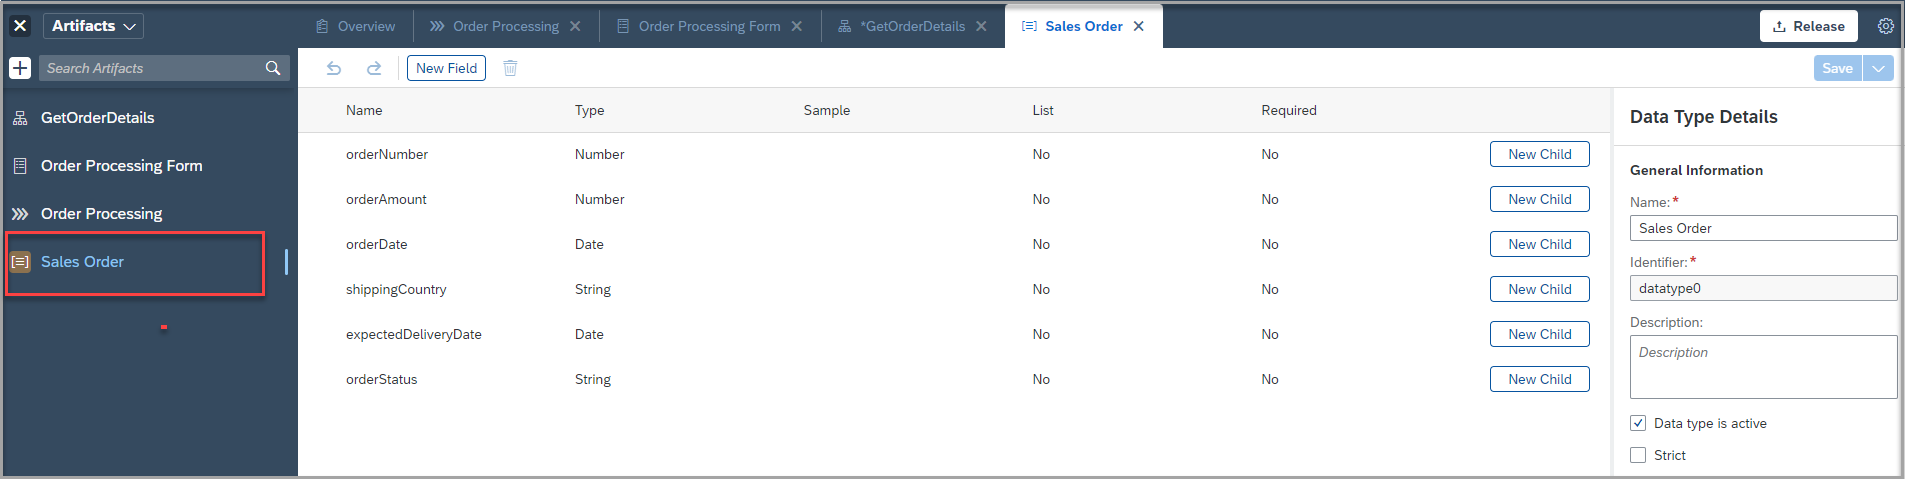 Artifacts
Overview
Order Processing
Order Processing Form
*GetOrderDetails
Sales Order
Release
Search Artifacts
New Field
Save
GetOrderDetails
Order Processing Form
Order Processing
Sales Order
Name Type Sample List Required
orderNumber Number No No New Child
orderAmount Number No No New Child
orderDate Date No No New Child
shippingCountry String No No New Child
expectedDeliveryDate Date No No New Child
orderStatus String No No New Child
Data Type Details
General Information
Name:*
Sales Order
Identifier:*
datatype0
Description:
Description
Data type is active
Strict